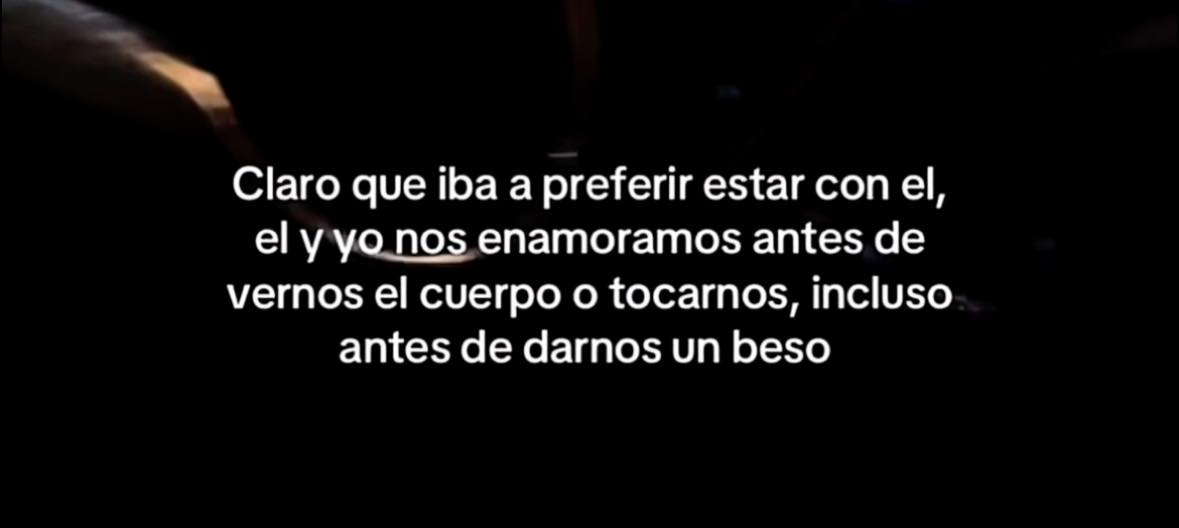 Claro que iba a preferir estar con el,
el y yo nos enamoramos antes de
vernos el cuerpo o tocarnos, incluso
antes de darnos un beso